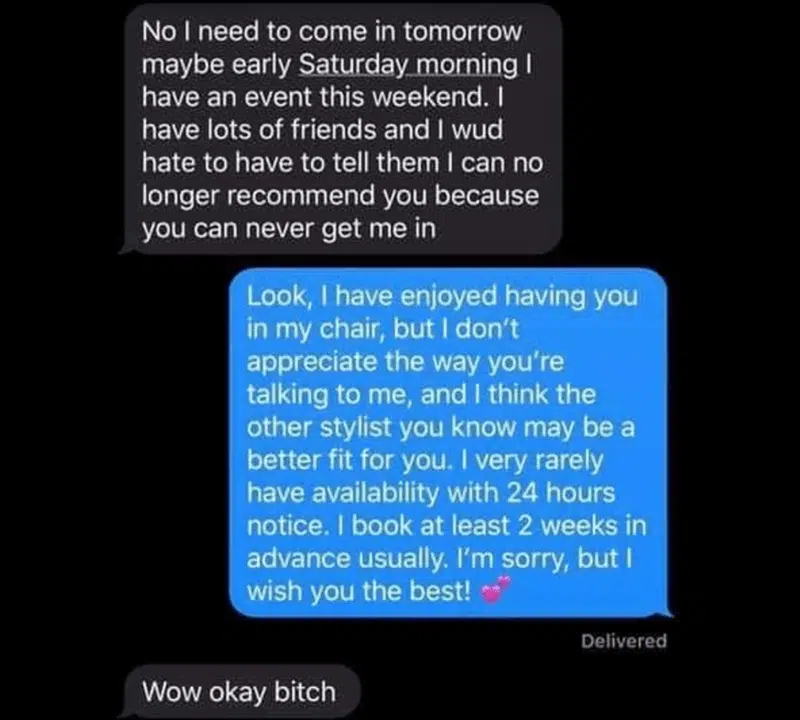 No I need to come in tomorrow
maybe early Saturday morning I
have an event this weekend. I
have lots of friends and I wud
hate to have to tell them I can no
longer recommend you because
you can never get me in
Look, I have enjoyed having you
in my chair, but I don't
appreciate the way you're
talking to me, and I think the
other stylist you know may be a
better fit for you. I very rarely
have availability with 24 hours
notice. I book at least 2 weeks in
advance usually. I'm sorry, but I
wish you the best! 💕
Delivered
Wow okay bitch